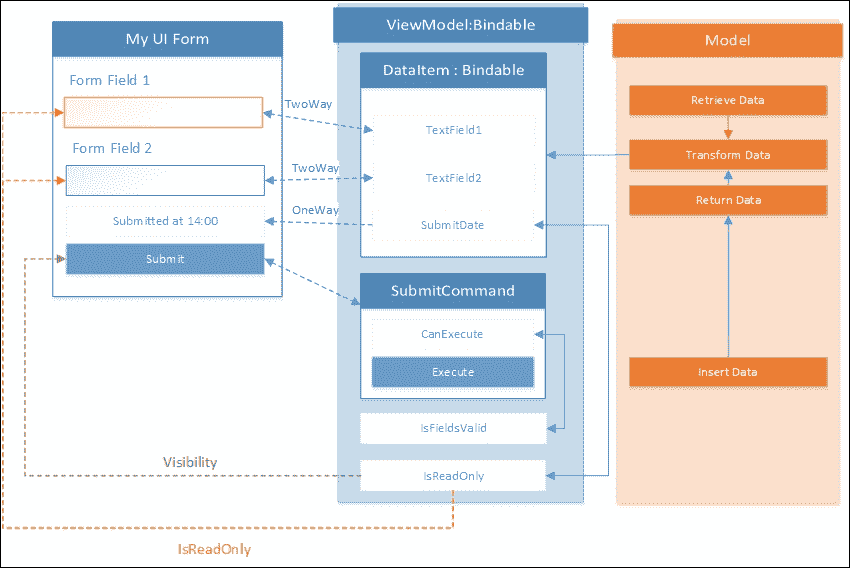 My UI Form
Form Field 1
Form Field 2
Submitted at 14:00
Submit
TwoWay
TwoWay
OneWay
ViewModel:Bindable
DataItem : Bindable
TextField1
TextField2
SubmitDate
SubmitCommand
CanExecute
Execute
IsFieldsValid
IsReadOnly
Visibility
IsReadOnly
Model
Retrieve Data
Transform Data
Return Data
Insert Data